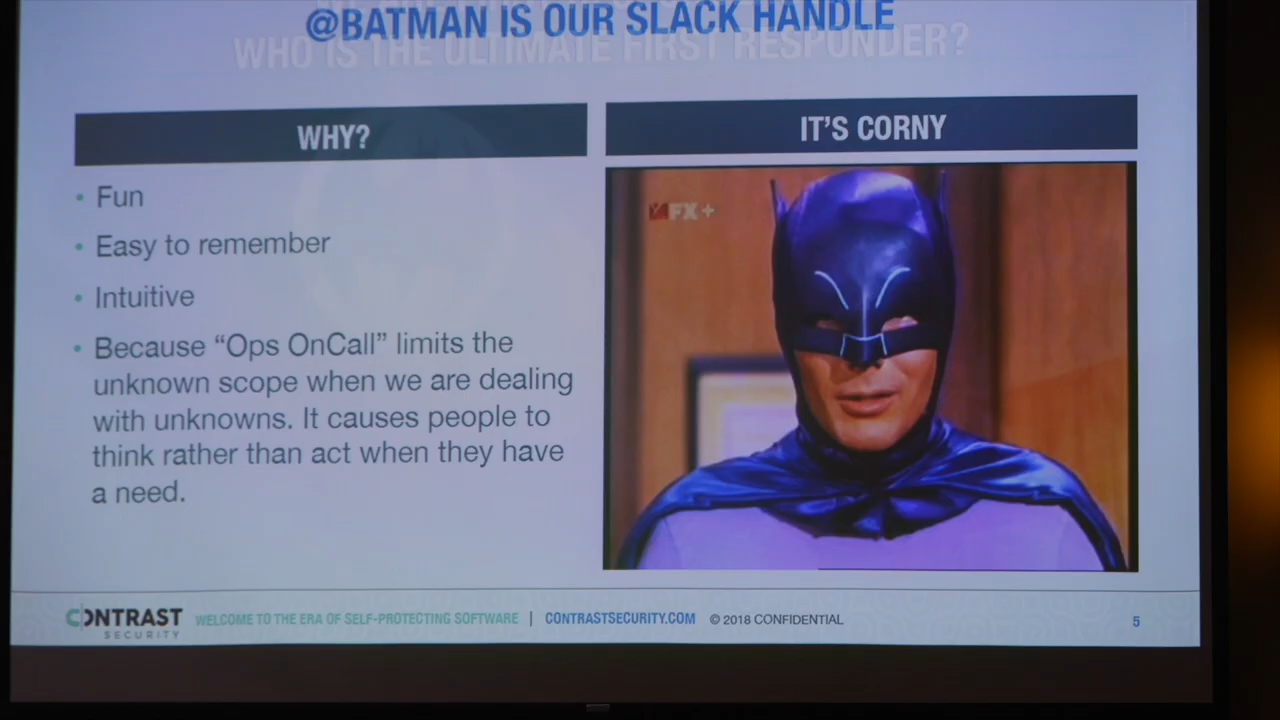 @BATMAN IS OUR SLACK HANDLE
WHO IS THE ULTIMATE FIRST RESPONDER?
WHY?
• Fun
• Easy to remember
• Intuitive
• Because “Ops OnCall” limits the
unknown scope when we are dealing
with unknowns. It causes people to
think rather than act when they have
a need.
IT’S CORNY
FX+
CONTRAST
SECURITY
WELCOME TO THE ERA OF SELF-PROTECTING SOFTWARE | CONTRASTSECURITY.COM © 2018 CONFIDENTIAL
5